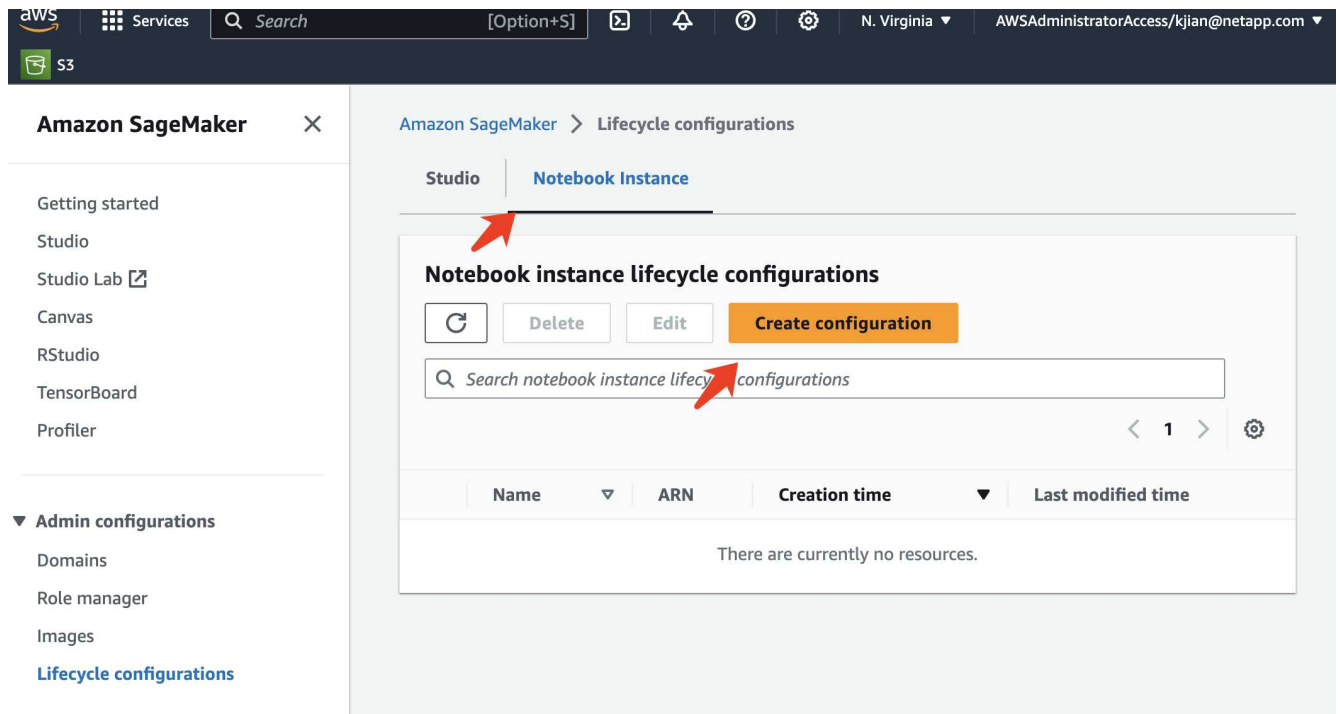 aws
Services
Search
[Option+S]
N. Virginia ▼
AWSAdministratorAccess/kjian@netapp.com ▼
S3
Amazon SageMaker
Getting started
Studio
Studio Lab
Canvas
RStudio
TensorBoard
Profiler
Admin configurations
Domains
Role manager
Images
Lifecycle configurations
Amazon SageMaker > Lifecycle configurations
Studio
Notebook Instance
Notebook instance lifecycle configurations
Delete
Edit
Create configuration
Search notebook instance lifecycle configurations
1
Name
ARN
Creation time
Last modified time
There are currently no resources.